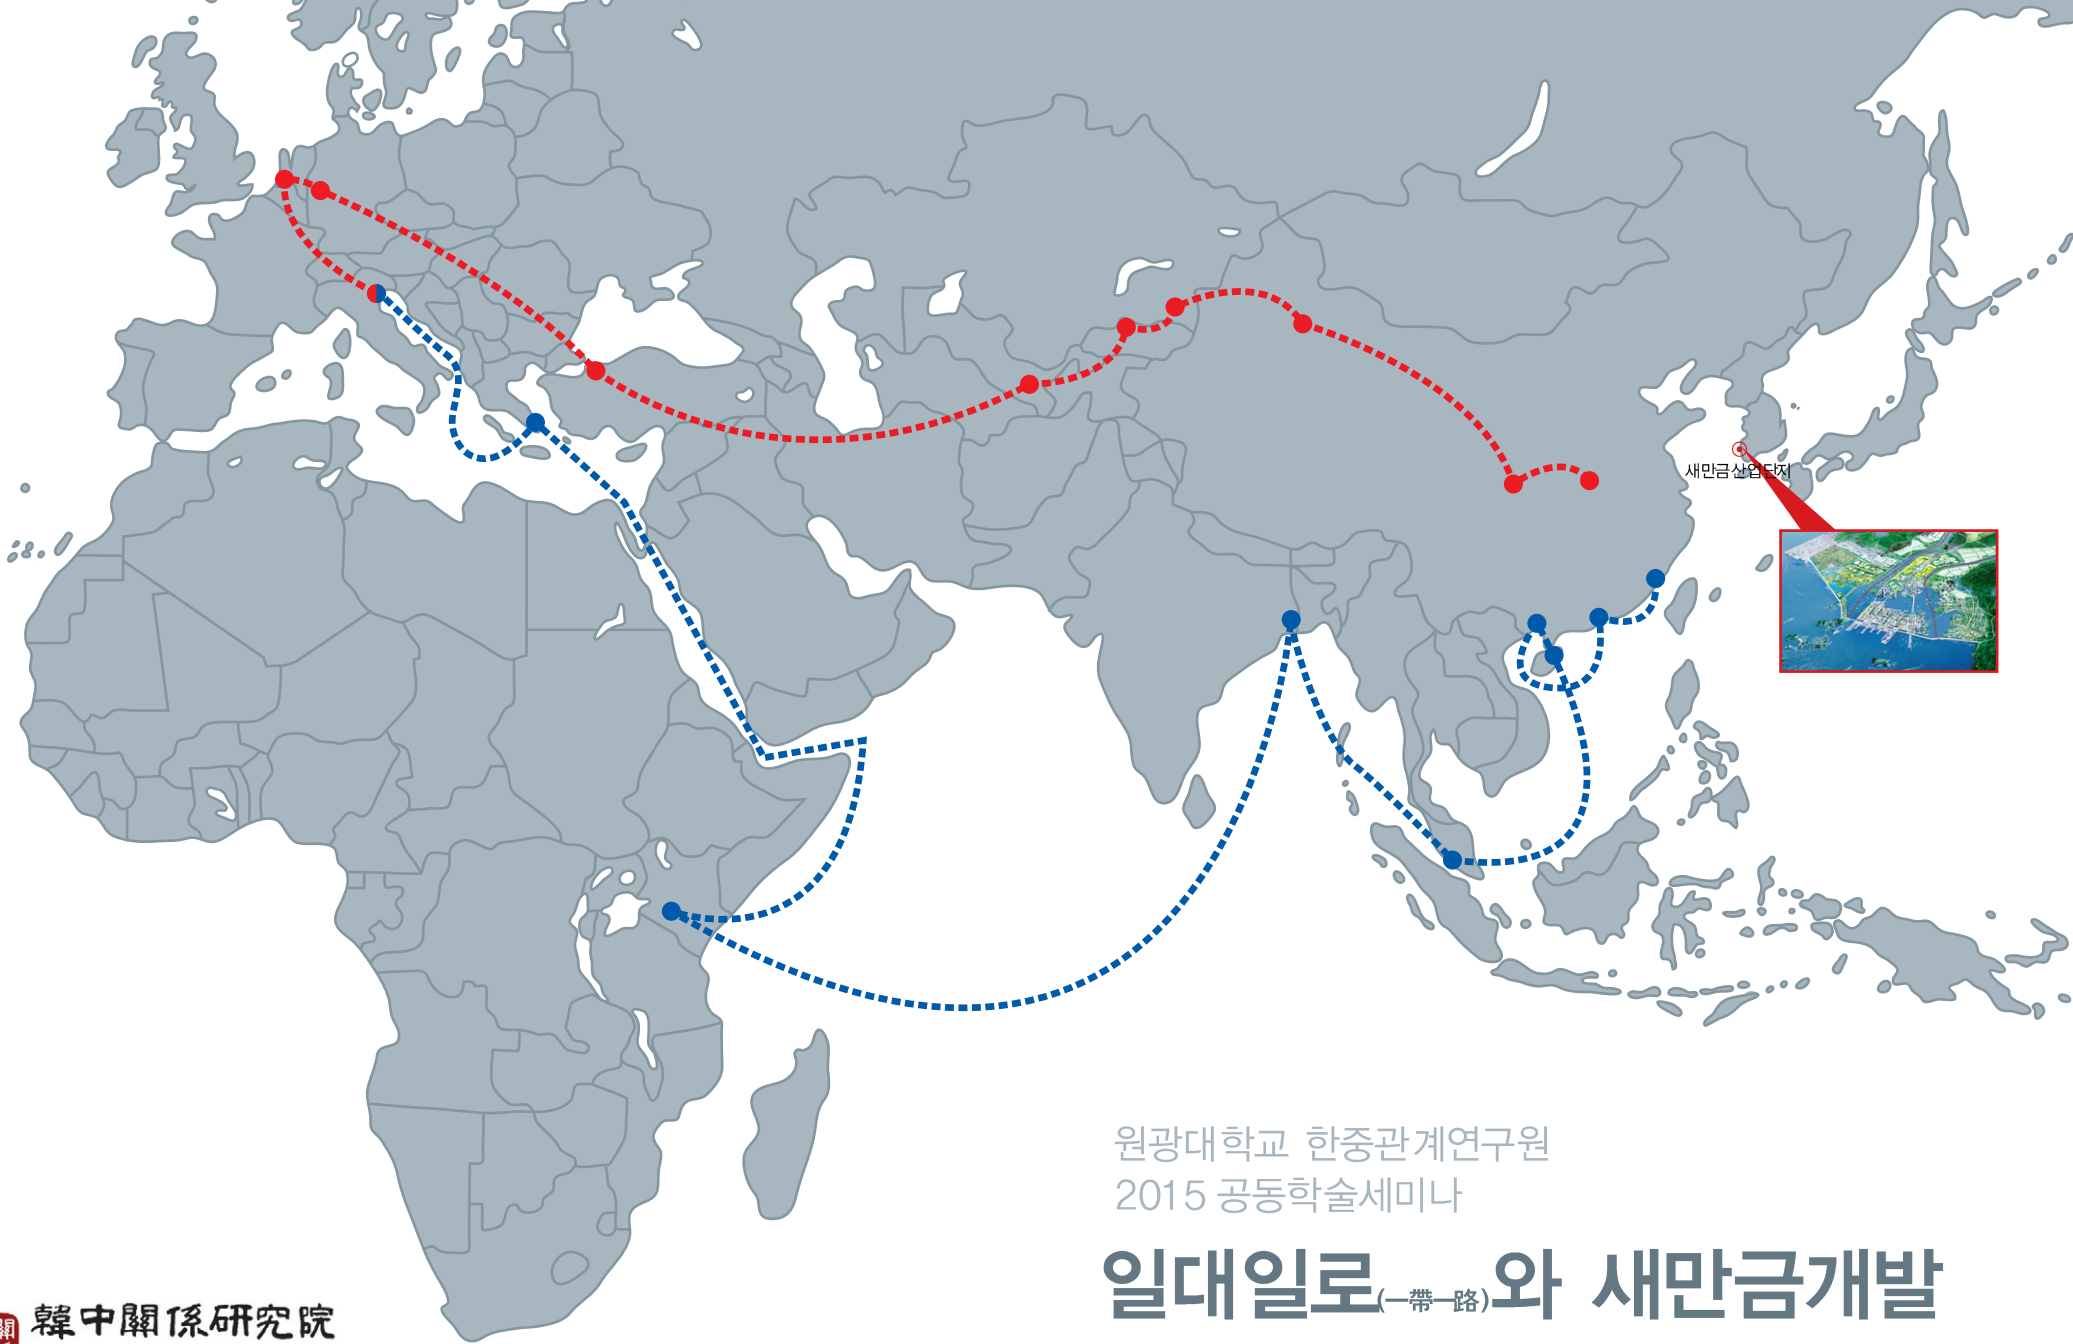 새만금산업단지
원광대학교 한중관계연구원
2015 공동학술세미나
일대일로(一帶一路)와 새만금개발
韓中關係研究院